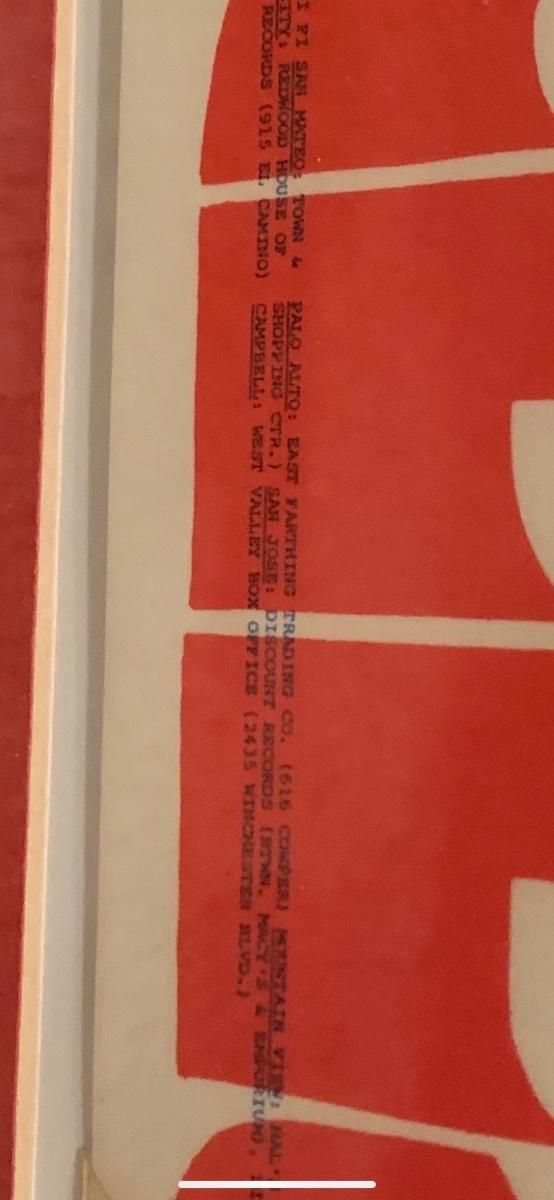 I FI SAN MATEO: TOWN & PALO ALTO: EAST FARTHING TRADING CO. (616 COWPER) MOUNTAIN VIEW: HAL'S
CITY: REDWOOD HOUSE OF SHOPPING CTR.) SAN JOSE: DISCOUNT RECORDS (BTWN. MACY'S & EMPORIUM),
RECORDS (915 EL CAMINO) CAMPBELL: WEST VALLEY BOX OFFICE (2435 WINCHESTER BLVD.)